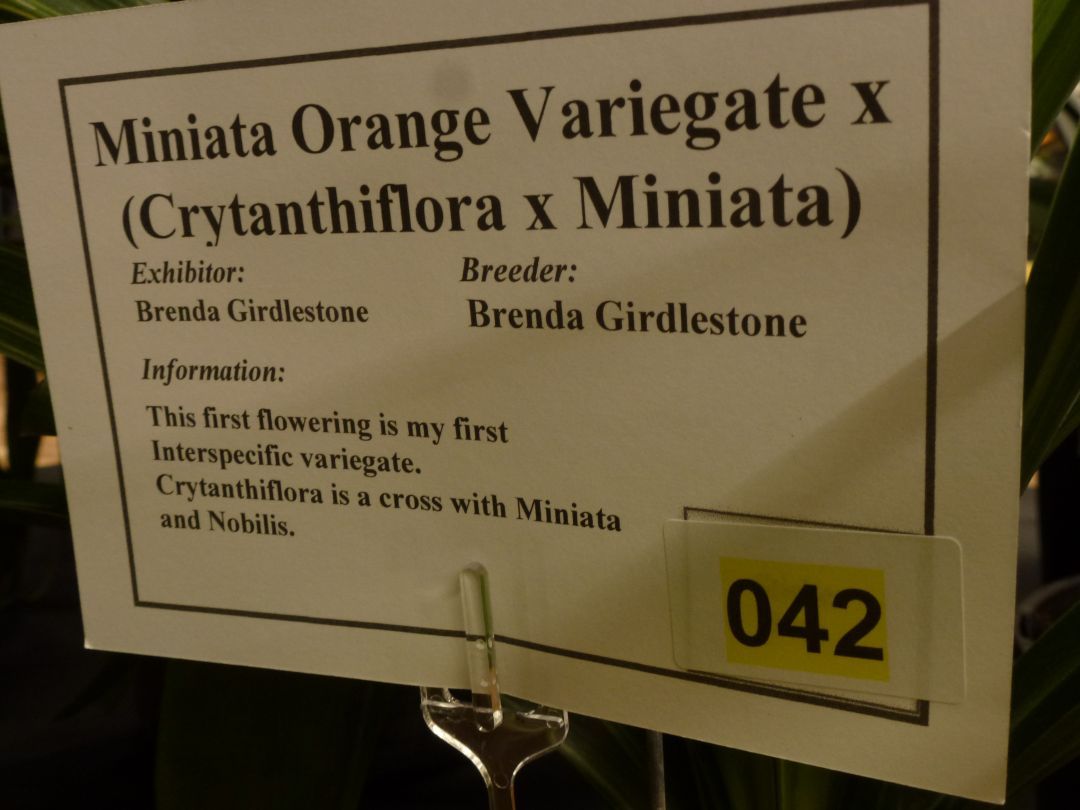 Miniata Orange Variegate x
(Crytanthiflora x Miniata)
Exhibitor: Breeder:
Brenda Girdlestone Brenda Girdlestone
Information:
This first flowering is my first
Interspecific variegate.
Crytanthiflora is a cross with Miniata
and Nobilis.
042